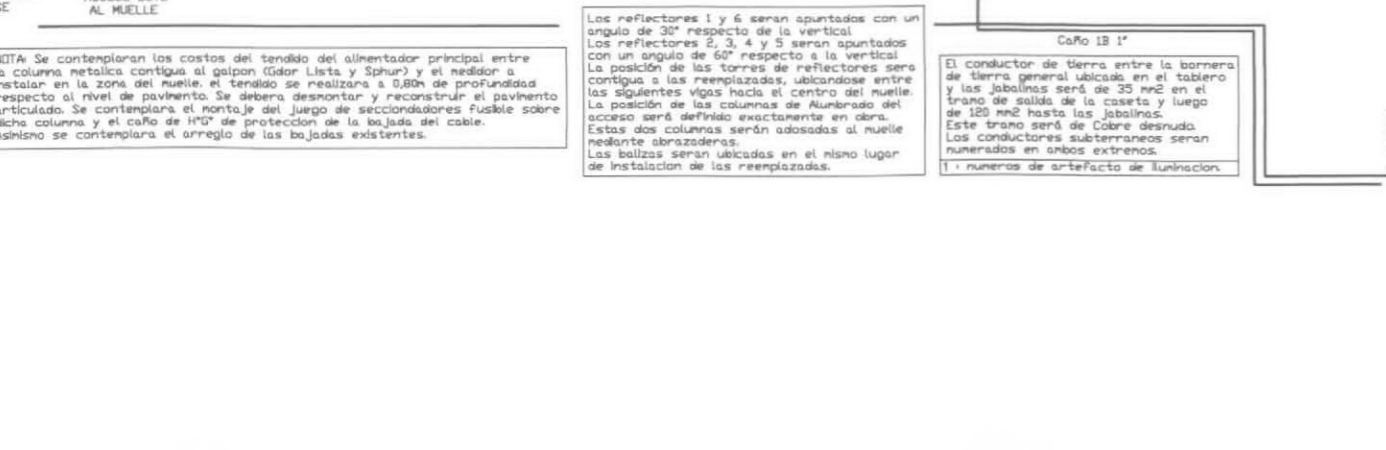 SE
AL MUELLE
NOTA: Se contemplaran los costos del tendido del alimentador principal entre
la columna metalica contigua al galpon (Gdor Lista y Sphur) y el medidor a
instalar en la zona del muelle. el tendido se realizara a 0,80m de profundidad
respecto al nivel de pavimento. Se debera desmontar y reconstruir el pavimento
articulado. Se contemplara el montaje del juego de seccionadores fusible sobre
dicha columna y el caño de H°G° de proteccion de la bajada del cable.
asimismo se contemplara el arreglo de las bajadas existentes.
Los reflectores 1 y 6 seran apuntados con un
angulo de 30° respecto de la vertical
Los reflectores 2, 3, 4 y 5 seran apuntados
con un angulo de 60° respecto a la vertical
La posición de las torres de reflectores sera
contigua a las reemplazadas, ubicandose entre
las siguientes vigas hacia el centro del muelle.
La posición de las columnas de Alumbrado del
acceso será definido exactamente en obra.
Estas dos columnas serán adosadas al muelle
mediante abrazaderas.
Las balizas seran ubicadas en el mismo lugar
de instalacion de las reemplazadas.
Caño 1B 1"
El conductor de tierra entre la bornera
de tierra general ubicada en el tablero
y las jabalinas será de 35 mm2 en el
tramo de salida de la caseta y luego
de 120 mm2 hasta las jabalinas.
Este tramo será de Cobre desnudo.
Los conductores subterraneos seran
numerados en ambos extremos.
1 : numeros de artefacto de iluminacion.